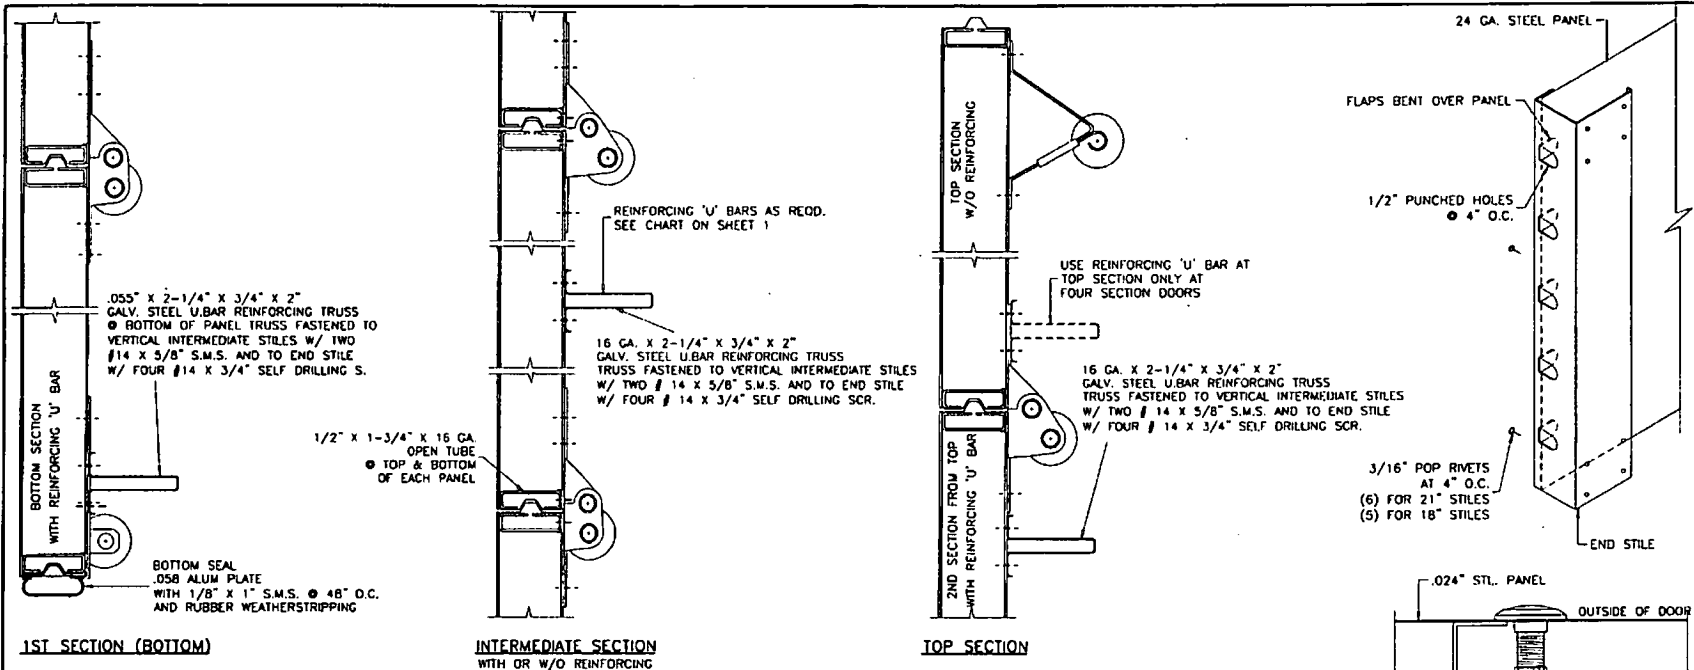 .055" X 2-1/4" X 3/4" X 2"
GALV. STEEL U.BAR REINFORCING TRUSS
@ BOTTOM OF PANEL TRUSS FASTENED TO
VERTICAL INTERMEDIATE STILES W/ TWO
#14 X 5/8" S.M.S. AND TO END STILE
W/ FOUR #14 X 3/4" SELF DRILLING S.
BOTTOM SECTION
WITH REINFORCING 'U' BAR
BOTTOM SEAL
.058 ALUM PLATE
WITH 1/8" X 1" S.M.S. @ 48" O.C.
AND RUBBER WEATHERSTRIPPING
1ST SECTION (BOTTOM)
REINFORCING 'U' BARS AS REQD.
SEE CHART ON SHEET 1
16 GA. X 2-1/4" X 3/4" X 2"
GALV. STEEL U.BAR REINFORCING TRUSS
TRUSS FASTENED TO VERTICAL INTERMEDIATE STILES
W/ TWO # 14 X 5/8" S.M.S. AND TO END STILE
W/ FOUR # 14 X 3/4" SELF DRILLING SCR.
1/2" X 1-3/4" X 16 GA.
OPEN TUBE
@ TOP & BOTTOM
OF EACH PANEL
INTERMEDIATE SECTION
WITH OR W/O REINFORCING
TOP SECTION
W/O REINFORCING
USE REINFORCING 'U' BAR AT
TOP SECTION ONLY AT
FOUR SECTION DOORS
16 GA. X 2-1/4" X 3/4" X 2"
GALV. STEEL U.BAR REINFORCING TRUSS
TRUSS FASTENED TO VERTICAL INTERMEDIATE STILES
W/ TWO # 14 X 5/8" S.M.S. AND TO END STILE
W/ FOUR # 14 X 3/4" SELF DRILLING SCR.
2ND SECTION FROM TOP
WITH REINFORCING 'U' BAR
TOP SECTION
24 GA. STEEL PANEL
FLAPS BENT OVER PANEL
1/2" PUNCHED HOLES
@ 4" O.C.
3/16" POP RIVETS
AT 4" O.C.
(6) FOR 21" STILES
(5) FOR 18" STILES
END STILE
.024" STL. PANEL
OUTSIDE OF DOOR